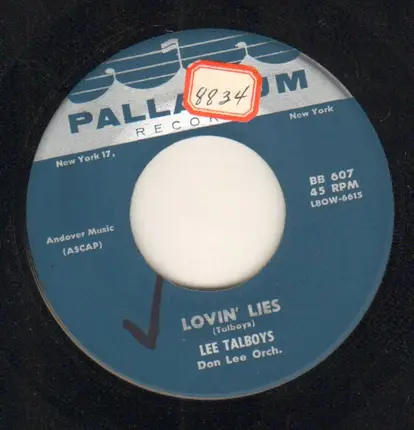 8834
PALLADIUM
RECORDS
New York 17,
New York
BB 607
45 RPM
LBOW-6615
Andover Music
(ASCAP)
LOVIN' LIES
(Talboys)
LEE TALBOYS
Don Lee Orch.